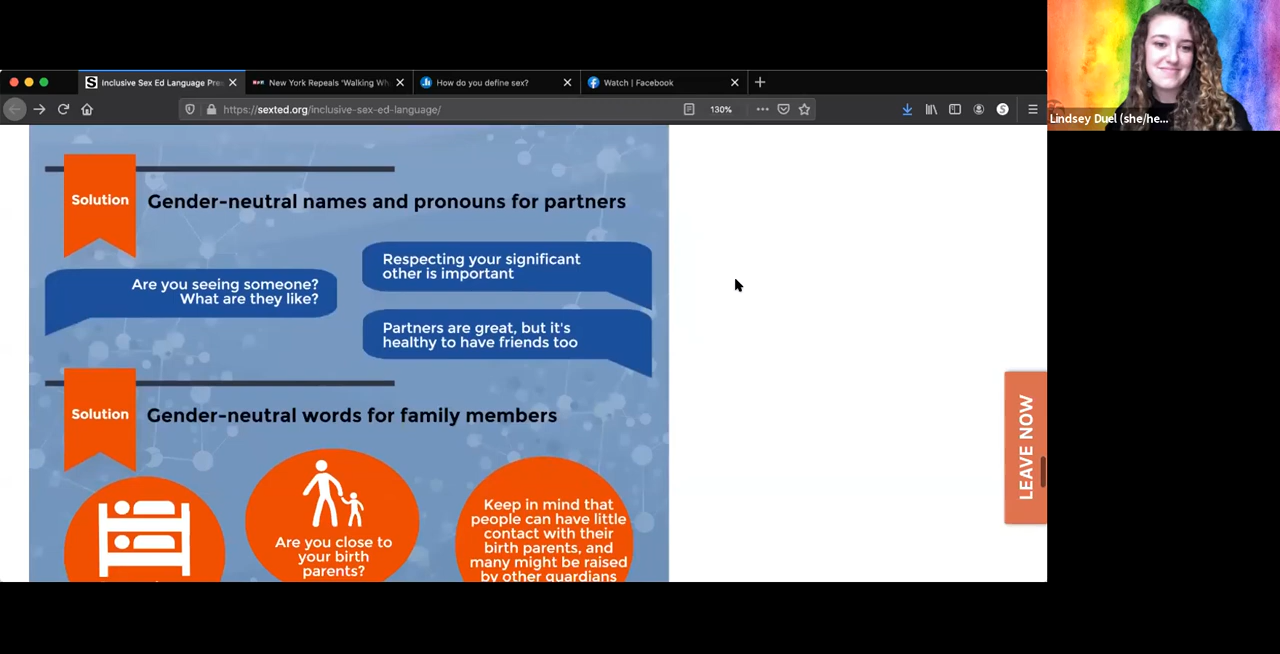 Inclusive Sex Ed Language Pre
New York Repeals "Walking Wh
How do you define sex?
Watch | Facebook
https://sexted.org/inclusive-sex-ed-language/
130%
Lindsey Duel (she/he...
Solution
Gender-neutral names and pronouns for partners
Are you seeing someone?
What are they like?
Respecting your significant
other is important
Partners are great, but it's
healthy to have friends too
Solution
Gender-neutral words for family members
Are you close to
your birth
parents?
Keep in mind that
people can have little
contact with their
birth parents, and
many might be raised
by other guardians
LEAVE NOW